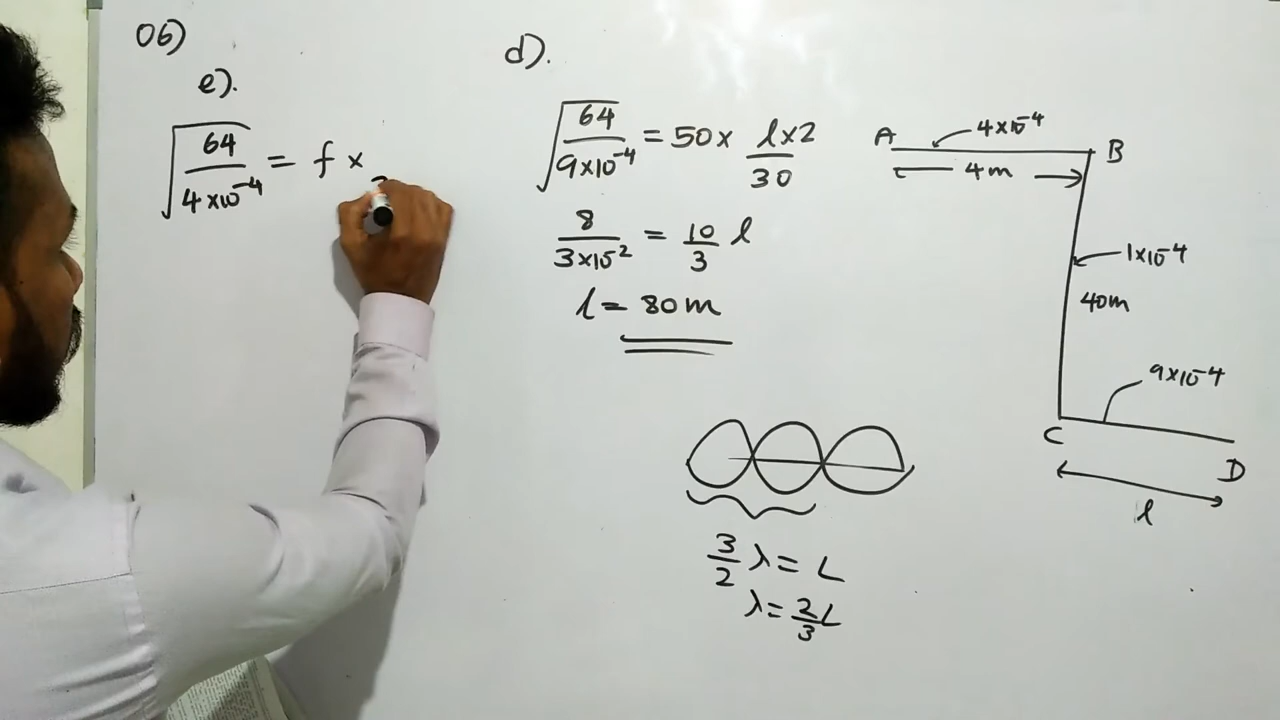 06)
e).
√64/4×10⁻⁴ = f ×
d).
√64/9×10⁻⁴ = 50× l×2/30
8/3×10⁻² = 10/3 l
l = 80 m
3/2 λ = L
λ = 2/3 L
A
4×10⁻⁴
B
4m
1×10⁻⁴
40m
9×10⁻⁴
C
D
l